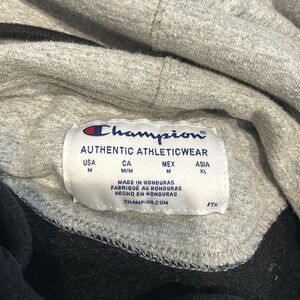 Champion®
AUTHENTIC ATHLETICWEAR
USA CA MEX ASIA
M M/M M XL
MADE IN HONDURAS
FABRIQUÉ AU HONDURAS
HECHO EN HONDURAS
CHAMPION.COM
FTX